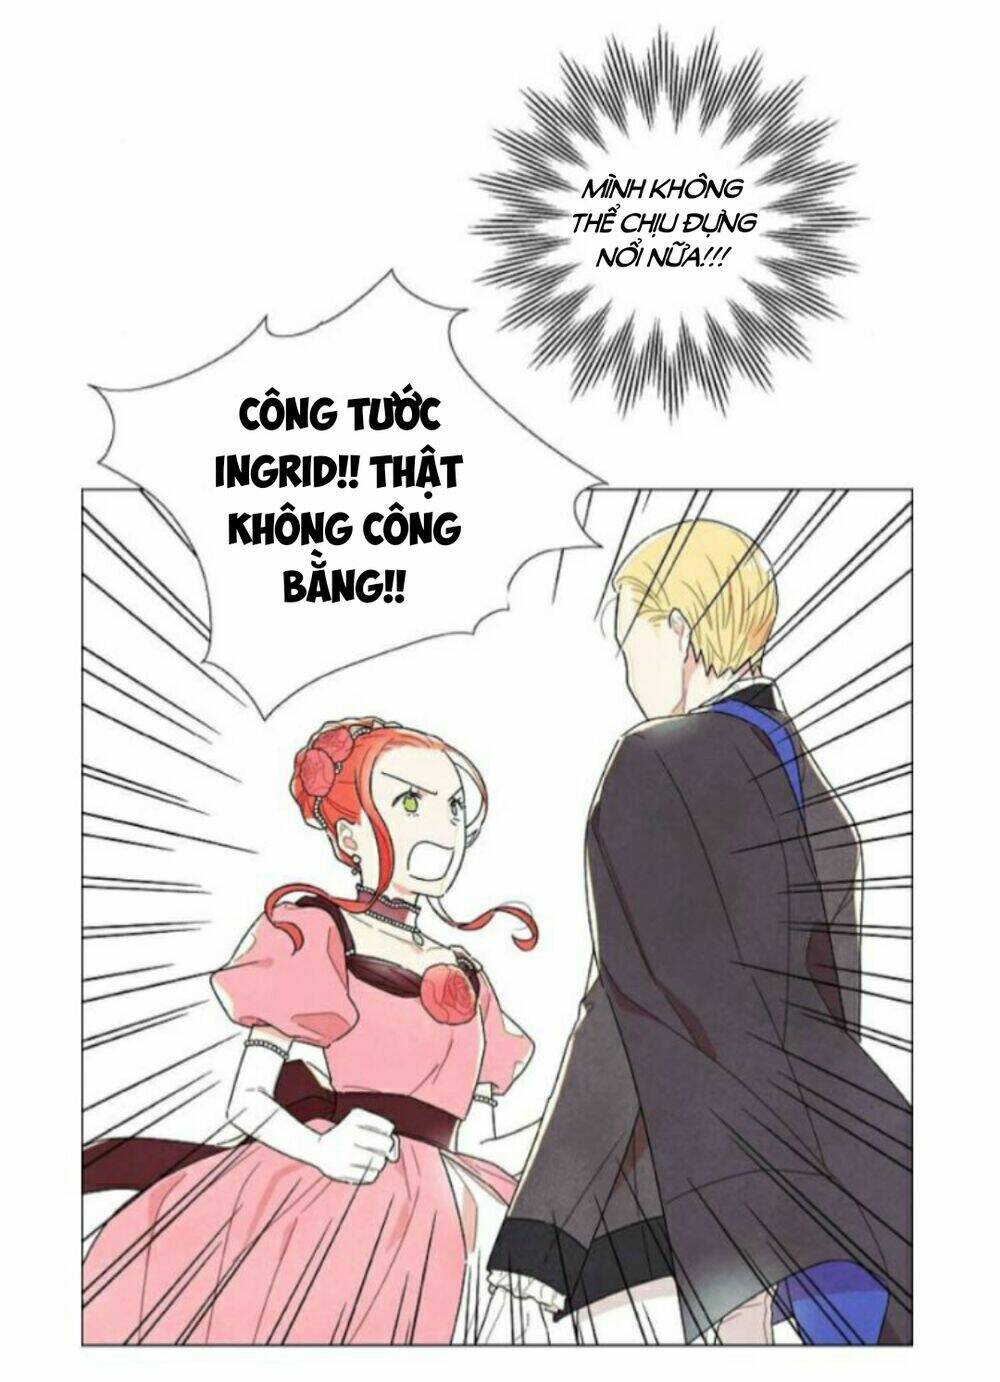 MÌNH KHÔNG
THỂ CHỊU ĐỰNG
NỔI NỮA!!!
CÔNG TƯỚC
INGRID!! THẬT
KHÔNG CÔNG
BẰNG!!